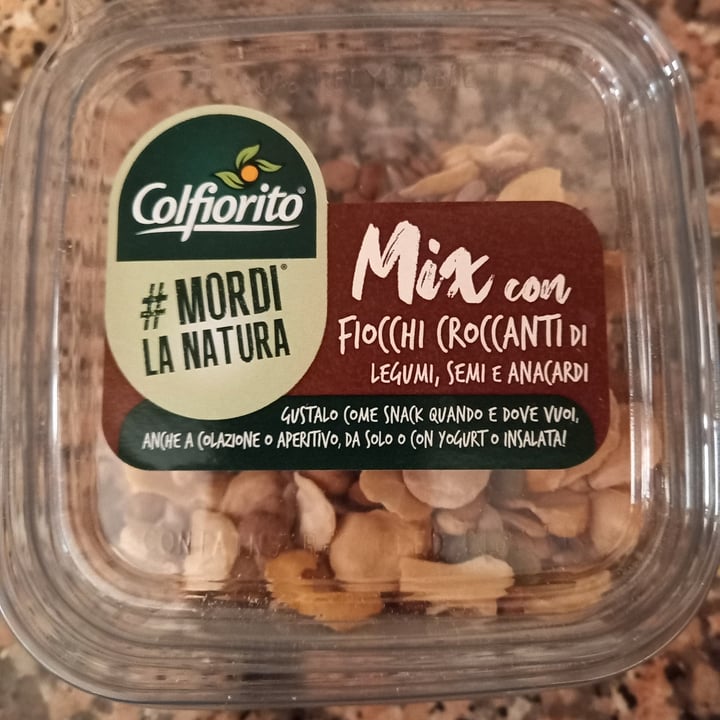 Colfiorito®
# MORDI®
LA NATURA
Mix con
FIOCCHI CROCCANTI DI
LEGUMI, SEMI E ANACARDI
GUSTALO COME SNACK QUANDO E DOVE VUOI,
ANCHE A COLAZIONE O APERITIVO, DA SOLO O CON YOGURT O INSALATA!